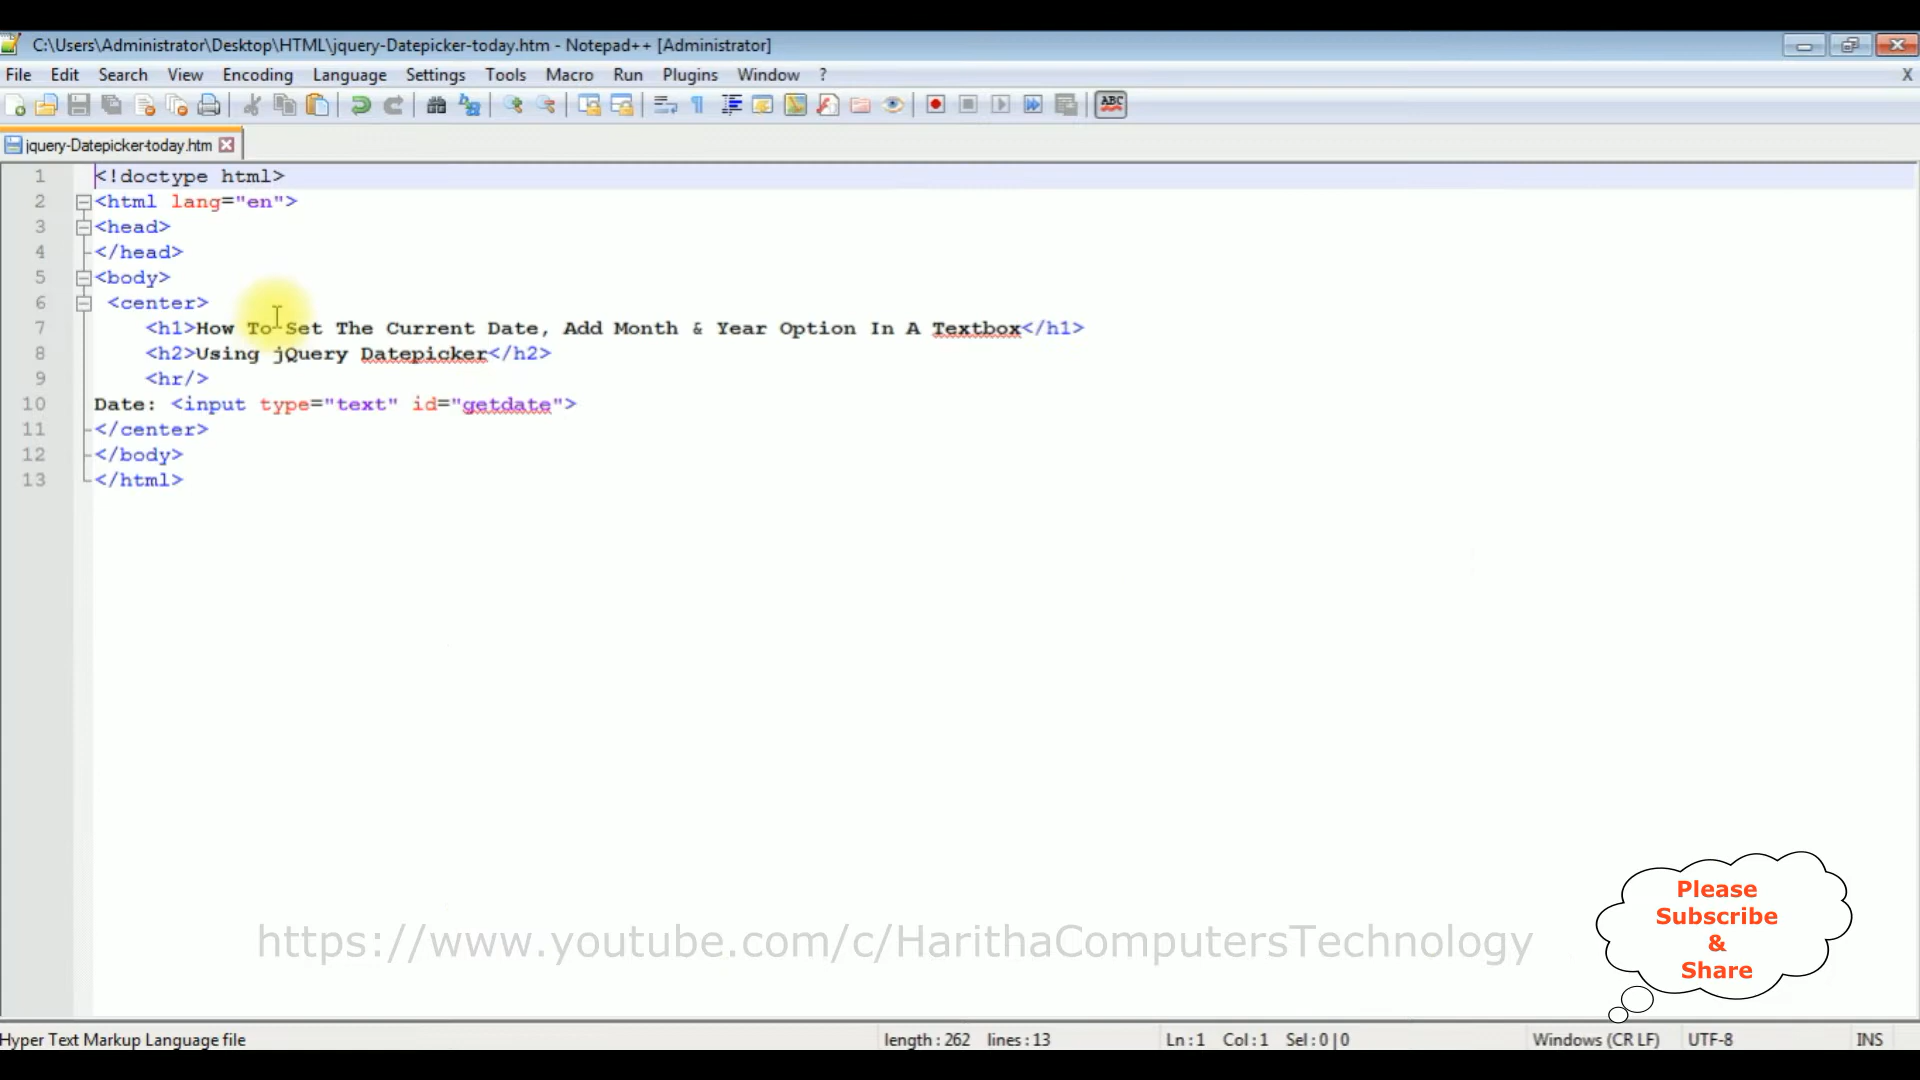 C:\Users\Administrator\Desktop\HTML\jquery-Datepicker-today.htm - Notepad++ [Administrator]
File Edit Search View Encoding Language Settings Tools Macro Run Plugins Window ? X
ABC
jquery-Datepicker-today.htm
1 <!doctype html>
2 <html lang="en">
3 <head>
4 </head>
5 <body>
6 <center>
7 <h1>How To Set The Current Date, Add Month & Year Option In A Textbox</h1>
8 <h2>Using jQuery Datepicker</h2>
9 <hr/>
10 Date: <input type="text" id="getdate">
11 </center>
12 </body>
13 </html>
https://www.youtube.com/c/HarithaComputersTechnology
Please
Subscribe
&
Share
Hyper Text Markup Language file length : 262 lines : 13 Ln : 1 Col : 1 Sel : 0 | 0 Windows (CR LF) UTF-8 INS